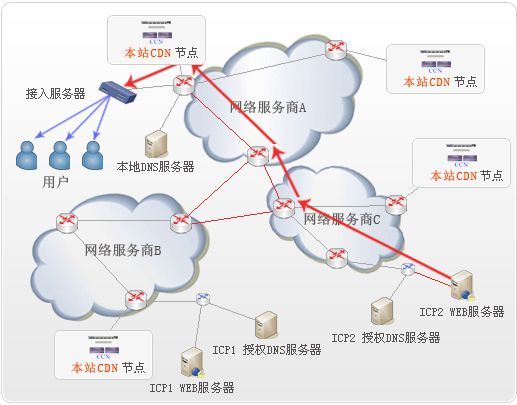 CCN
本站CDN 节点
CCN
本站CDN 节点
接入服务器
网络服务商A
用户
本地DNS服务器
CCN
本站CDN 节点
网络服务商C
网络服务商B
ICP2 WEB服务器
ICP2 授权DNS服务器
ICP1 授权DNS服务器
CCN
本站CDN 节点
ICP1 WEB服务器